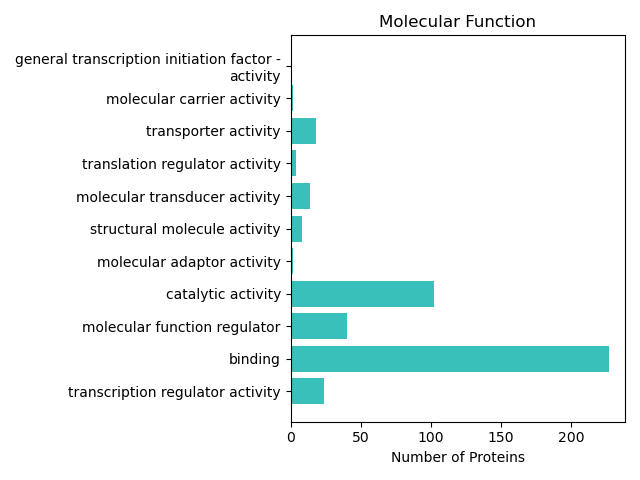 Molecular Function
general transcription initiation factor -
activity
molecular carrier activity
transporter activity
translation regulator activity
molecular transducer activity
structural molecule activity
molecular adaptor activity
catalytic activity
molecular function regulator
binding
transcription regulator activity
0 50 100 150 200
Number of Proteins